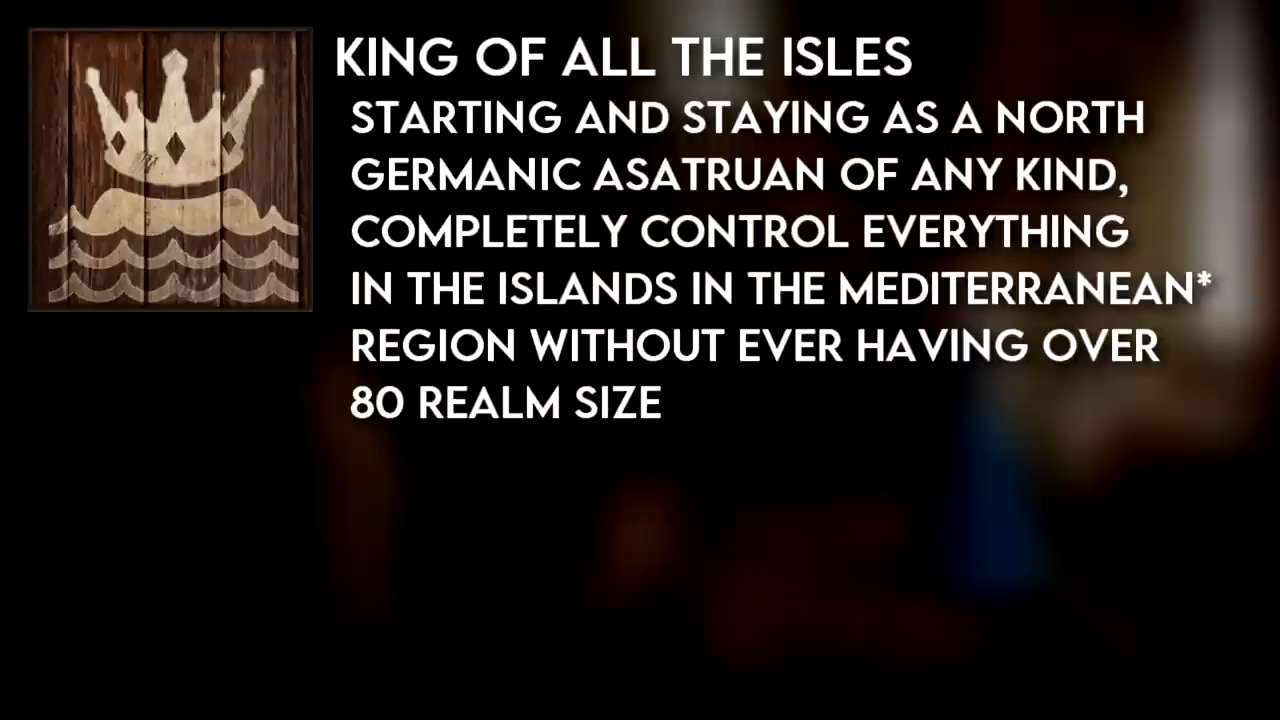 KING OF ALL THE ISLES
STARTING AND STAYING AS A NORTH
GERMANIC ASATRUAN OF ANY KIND,
COMPLETELY CONTROL EVERYTHING
IN THE ISLANDS IN THE MEDITERRANEAN*
REGION WITHOUT EVER HAVING OVER
80 REALM SIZE